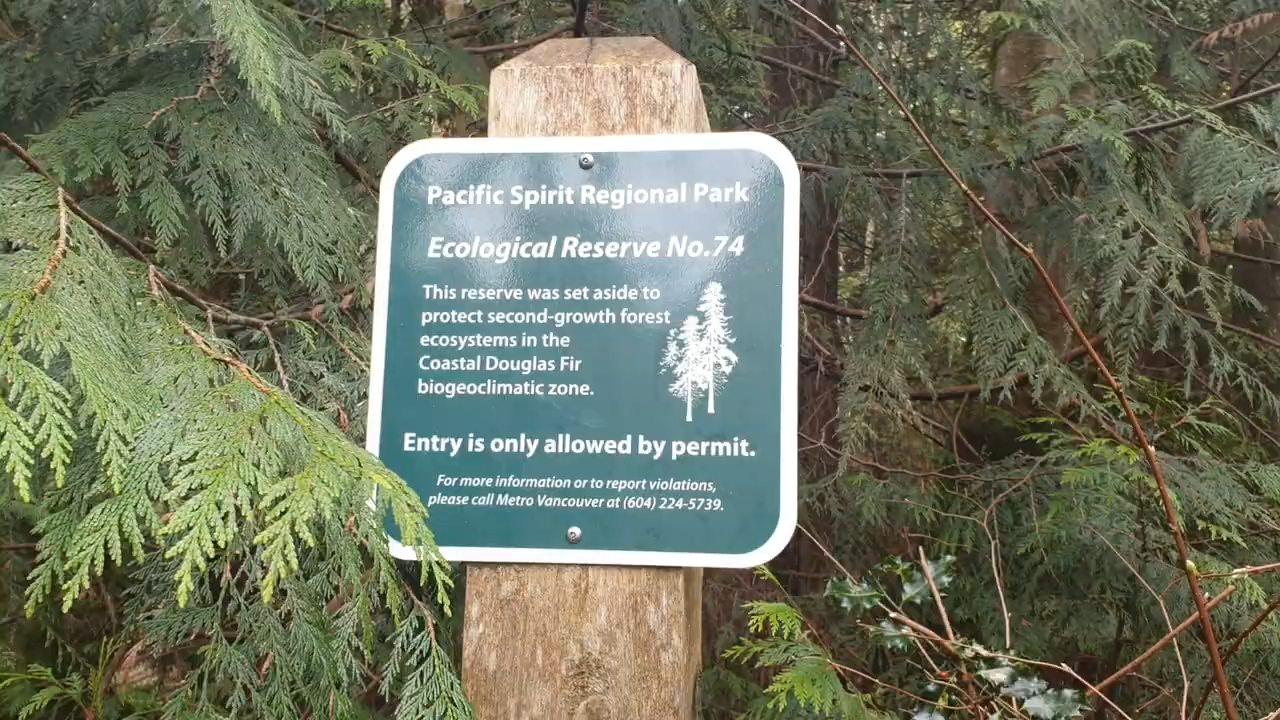 Pacific Spirit Regional Park
Ecological Reserve No.74
This reserve was set aside to
protect second-growth forest
ecosystems in the
Coastal Douglas Fir
biogeoclimatic zone.
Entry is only allowed by permit.
For more information or to report violations,
please call Metro Vancouver at (604) 224-5739.